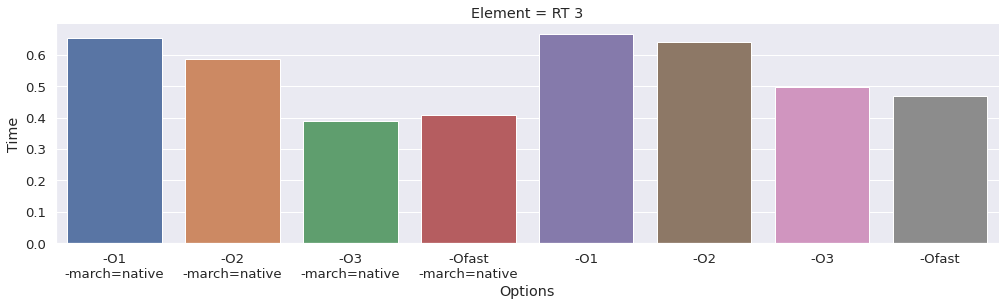 Element = RT 3
Time
0.6
0.5
0.4
0.3
0.2
0.1
0.0
-O1
-march=native
-O2
-march=native
-O3
-march=native
-Ofast
-march=native
-O1
-O2
-O3
-Ofast
Options